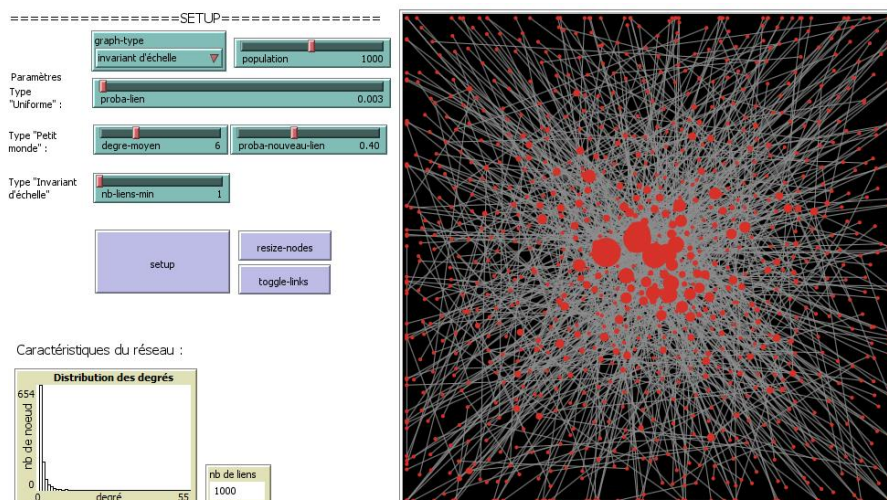 ===================SETUP==================
graph-type
invariant d'échelle
population 1000
Paramètres
Type
"Uniforme" :
proba-lien 0.003
Type "Petit
monde" :
degre-moyen 6
proba-nouveau-lien 0.40
Type "Invariant
d'échelle"
nb-liens-min 1
setup
resize-nodes
toggle-links
Caractéristiques du réseau :
Distribution des degrés
654
nb de noeud
0
0
degré
55
nb de liens
1000